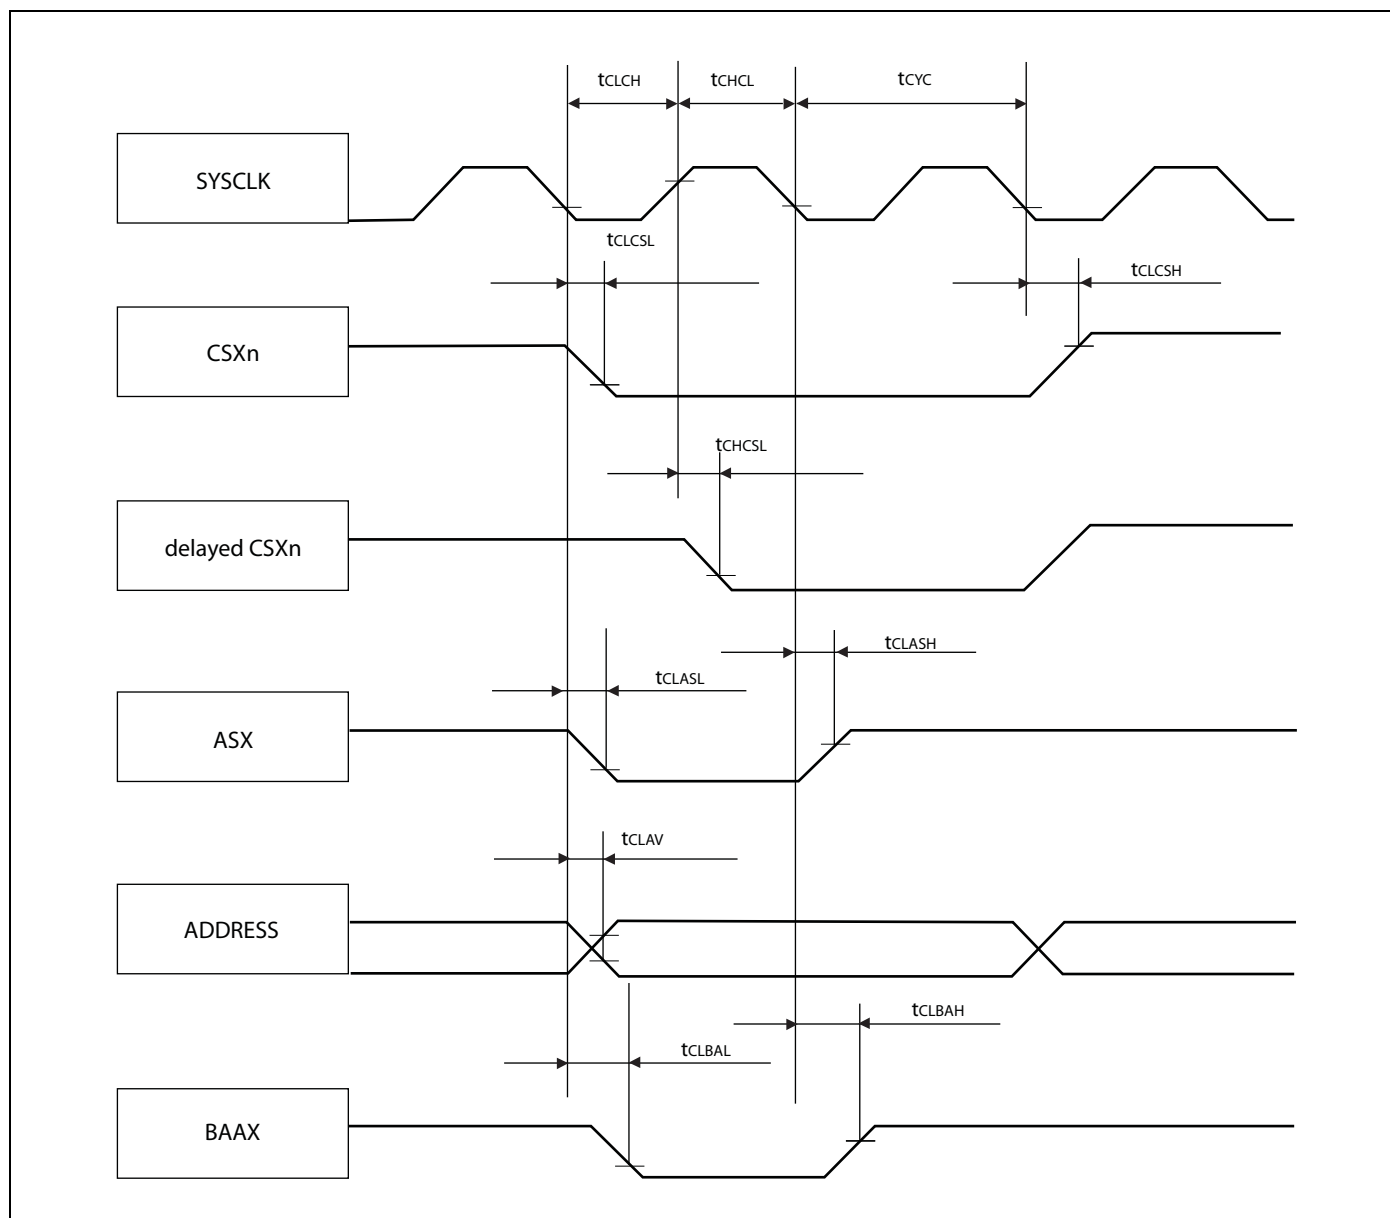 tCLCH
tCHCL
tCYC
SYSCLK
tCLCSL
tCLCSH
CSXn
tCHCSL
delayed CSXn
tCLASH
tCLASL
ASX
tCLAV
ADDRESS
tCLBAH
tCLBAL
BAAX